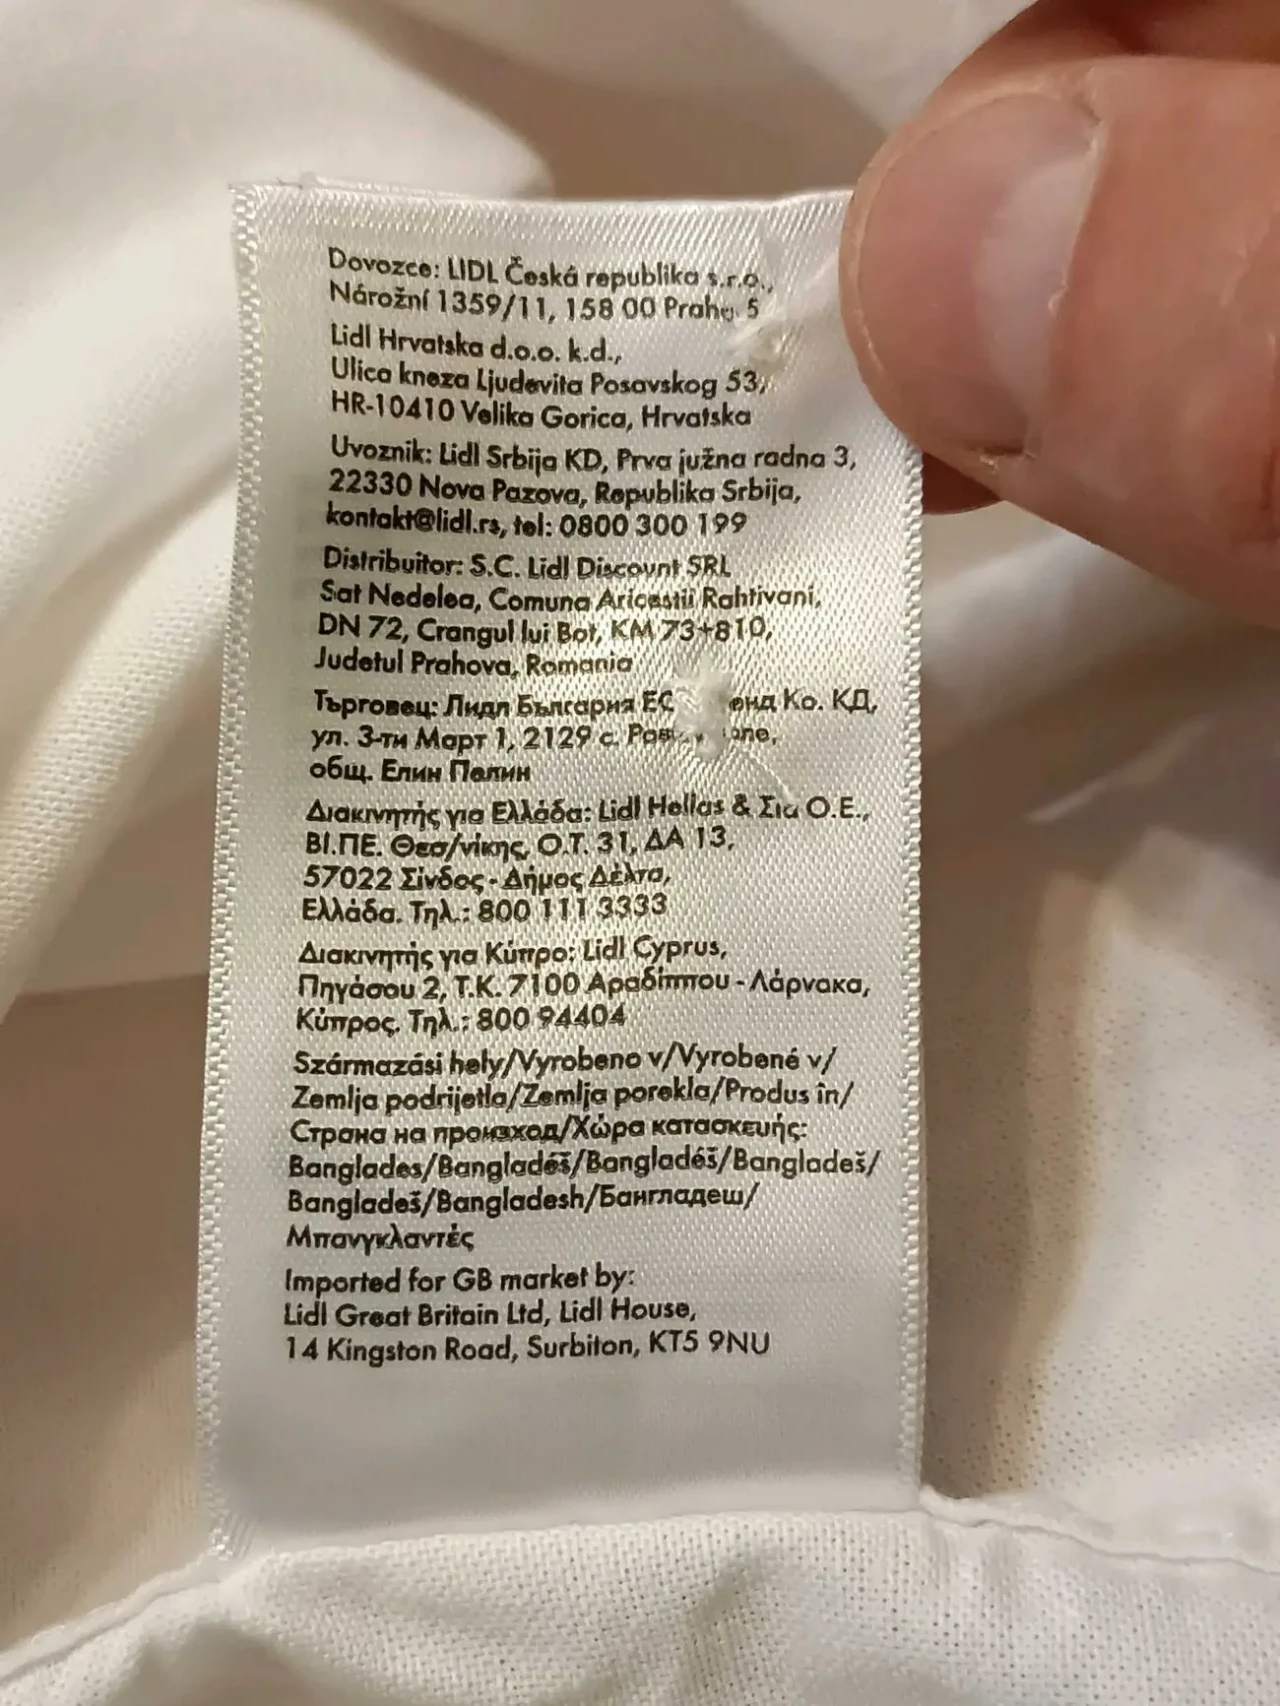 Dovozce: LIDL Česká republika s.r.o.,
Nárožní 1359/11, 158 00 Praha 5
Lidl Hrvatska d.o.o. k.d.,
Ulica kneza Ljudevita Posavskog 53,
HR-10410 Velika Gorica, Hrvatska
Uvoznik: Lidl Srbija KD, Prva južna radna 3,
22330 Nova Pazova, Republika Srbija,
kontakt@lidl.rs, tel: 0800 300 199
Distribuitor: S.C. Lidl Discount SRL
Sat Nedelea, Comuna Aricestii Rahtivani,
DN 72, Crangul lui Bot, KM 73+810,
Judetul Prahova, Romania
Търговец: Лидл България Ко. КД,
ул. 3-ти Март 1, 2129 с.
общ. Елин Пелин
Διακινητής για Ελλάδα: Lidl Hellas & Σια Ο.Ε.,
ΒΙ.ΠΕ. Θεσ/νίκης, Ο.Τ. 31, ΔΑ 13,
57022 Σίνδος - Δήμος Δέλτα,
Ελλάδα. Τηλ.: 800 111 3333
Διακινητής για Κύπρο: Lidl Cyprus,
Πηγάσου 2, Τ.Κ. 7100 Αραδίππου - Λάρνακα,
Κύπρος. Τηλ.: 800 94404
Származási hely/Vyrobeno v/Vyrobené v/
Zemlja podrijetla/Zemlja porekla/Produs în/
Страна на произход/Χώρα κατασκευής:
Banglades/Bangladéš/Bangladéš/Bangladeš/
Bangladeš/Bangladesh/Бангладеш/
Μπανγκλαντές
Imported for GB market by:
Lidl Great Britain Ltd, Lidl House,
14 Kingston Road, Surbiton, KT5 9NU